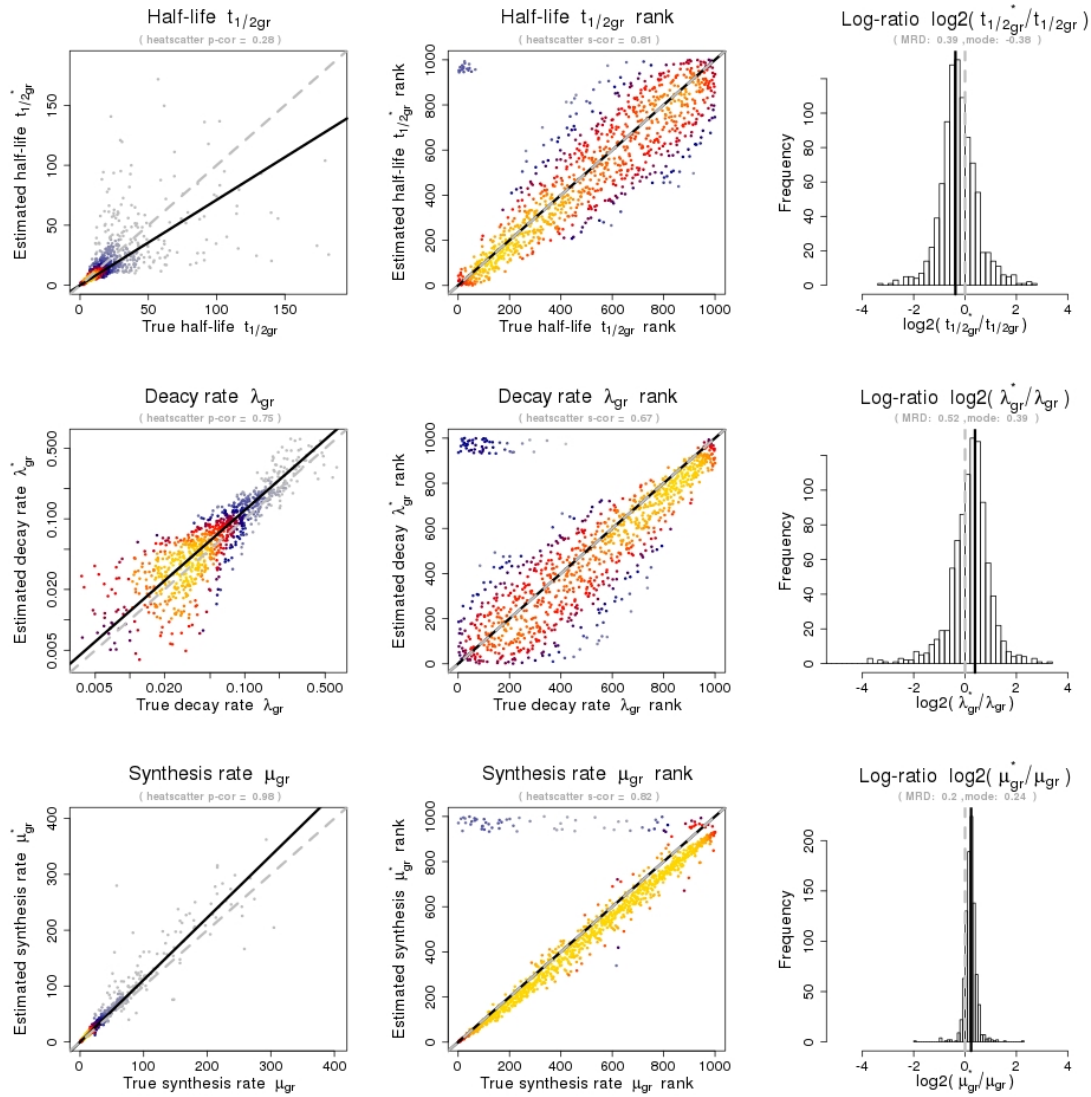 Half-life t1/2gr
( heatscatter p-cor = 0.28 )
Estimated half-life t*1/2gr
0 50 100 150
0 50 100 150
True half-life t1/2gr
Half-life t1/2gr rank
( heatscatter s-cor = 0.81 )
Estimated half-life t*1/2gr rank
0 200 400 600 800 1000
0 200 400 600 800 1000
True half-life t1/2gr rank
Log-ratio log2( t*1/2gr/t1/2gr)
( MRD: 0.39 ,mode: -0.38 )
Frequency
0 20 40 60 80 100
-4 -2 0 2 4
log2( t*1/2gr/t1/2gr)
Deacy rate λgr
( heatscatter p-cor = 0.75 )
Estimated decay rate λ*gr
0.005 0.020 0.100 0.500
0.005 0.020 0.100 0.500
True decay rate λgr
Decay rate λgr rank
( heatscatter s-cor = 0.67 )
Estimated decay λ*gr rank
0 200 400 600 800 1000
0 200 400 600 800 1000
True decay rate λgr rank
Log-ratio log2( λ*gr/λgr)
( MRD: 0.52 ,mode: 0.39 )
Frequency
0 20 40 60 80 100
-4 -2 0 2 4
log2( λ*gr/λgr)
Synthesis rate μgr
( heatscatter p-cor = 0.98 )
Estimated synthesis rate μ*gr
0 100 200 300 400
0 100 200 300 400
True synthesis rate μgr
Synthesis rate μgr rank
( heatscatter s-cor = 0.82 )
Estimated synthesis μ*gr rank
0 200 400 600 800 1000
0 200 400 600 800 1000
True synthesis rate μgr rank
Log-ratio log2( μ*gr/μgr)
( MRD: 0.2 ,mode: 0.24 )
Frequency
0 50 100 150 200
-4 -2 0 2 4
log2( μ*gr/μgr)